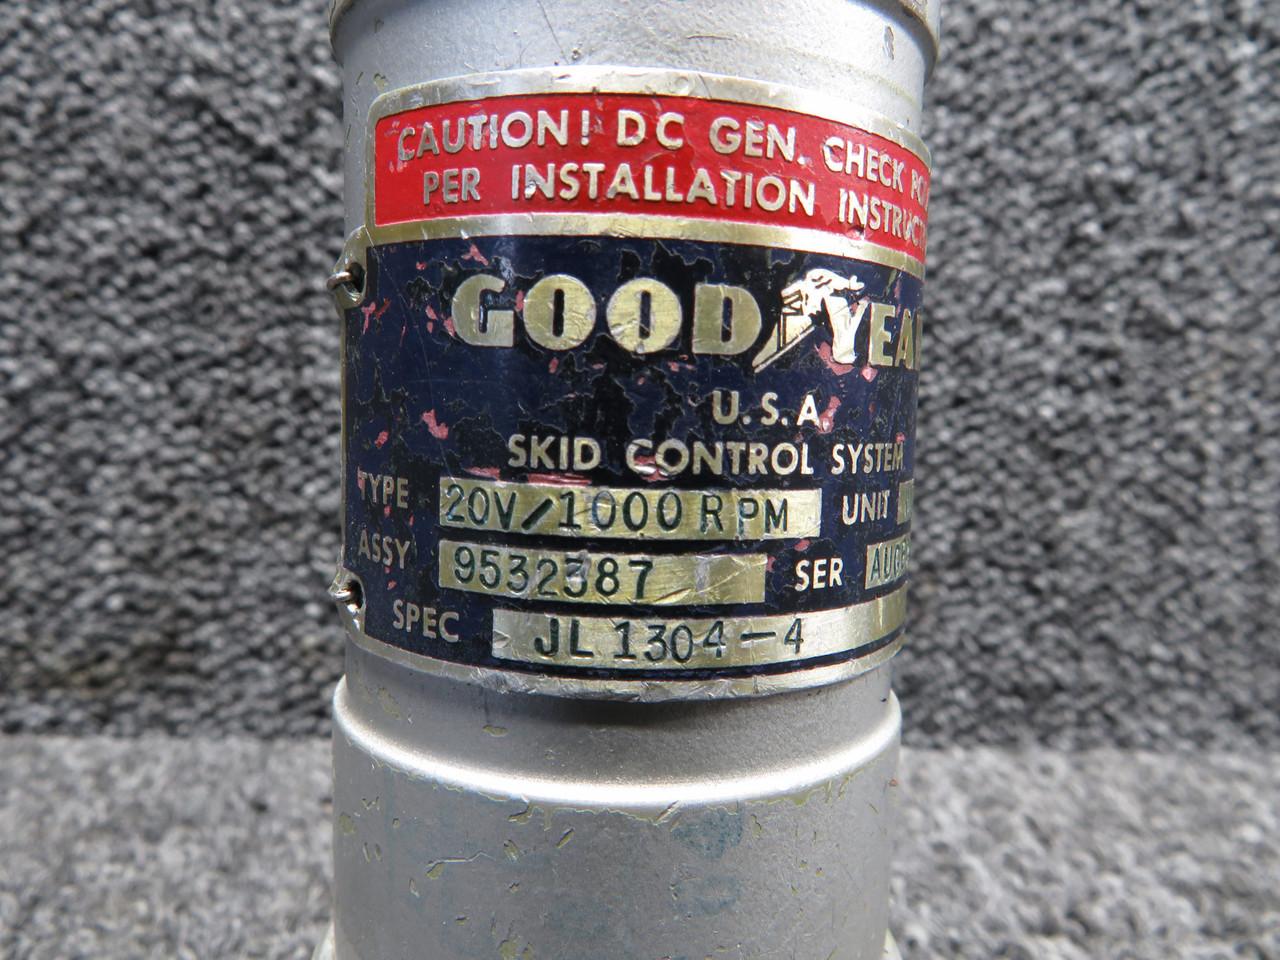 CAUTION! DC GEN. CHECK
PER INSTALLATION
GOODYEAR
U.S.A.
SKID CONTROL SYSTEM
TYPE 20V/1000 RPM UNIT
ASSY 9532387 SER
SPEC JL 1304-4